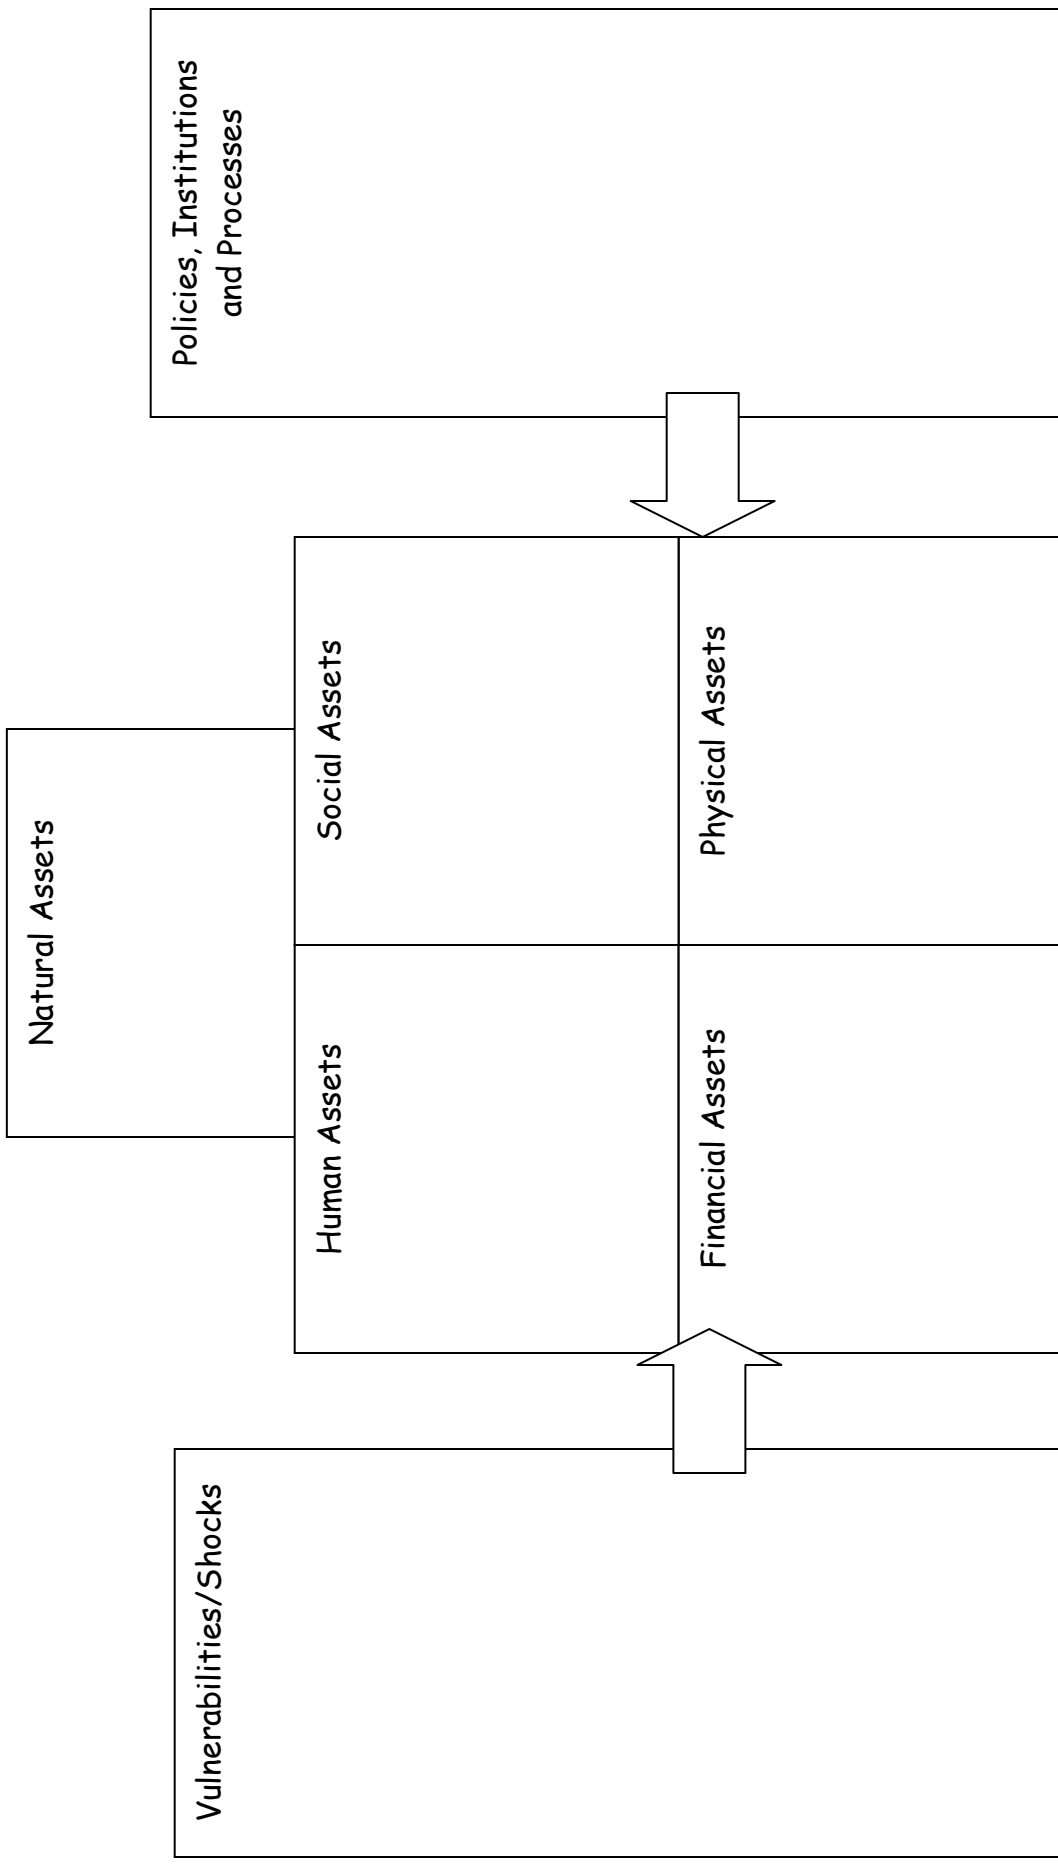 Natural Assets
Vulnerabilities/Shocks
Human Assets
Social Assets
Policies, Institutions
and Processes
Financial Assets
Physical Assets